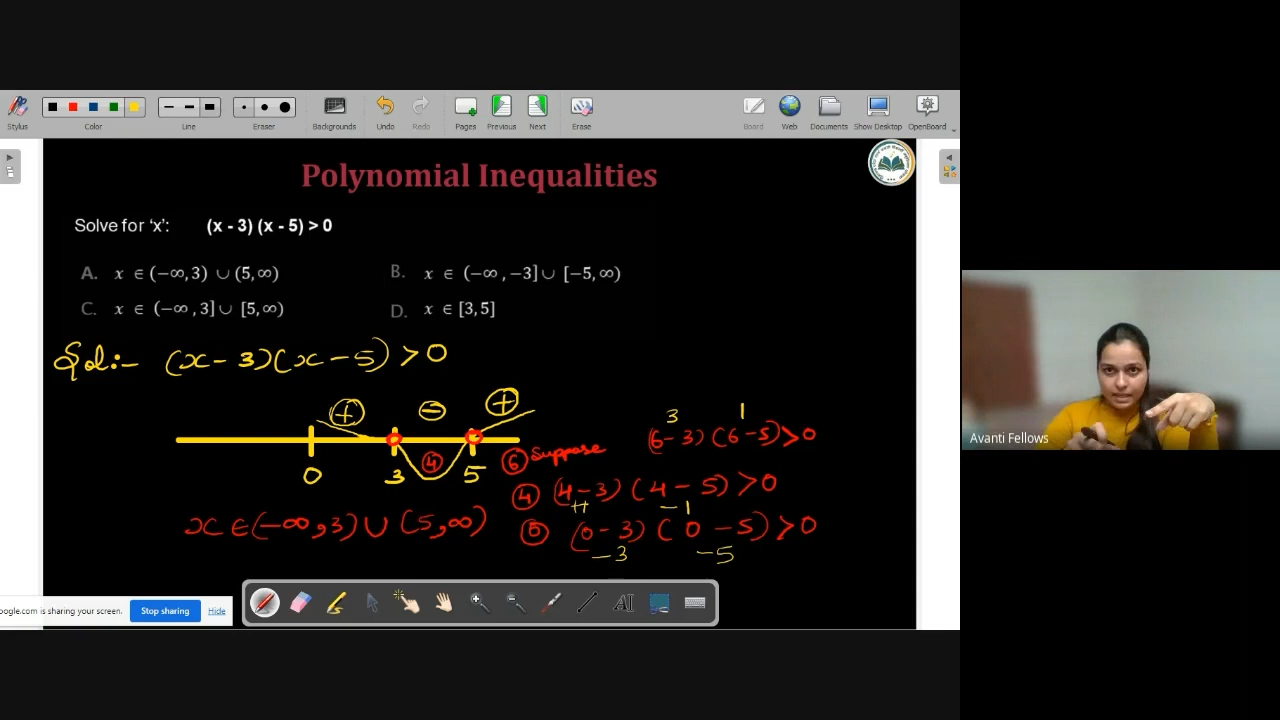 Stylus Color Line Eraser Backgrounds Undo Redo Pages Previous Next Erase Board Web Documents Show Desktop OpenBoard
Polynomial Inequalities
Solve for ‘x’: (x - 3) (x - 5) > 0
A. x ∈ (−∞, 3) ∪ (5, ∞)
B. x ∈ (−∞ , −3] ∪ [−5, ∞)
C. x ∈ (−∞ , 3] ∪ [5, ∞)
D. x ∈ [3, 5]
Sol:- (x - 3)(x - 5) > 0
+ − +
0 3 4 5
3 1
6 Suppose (6-3) (6-5) > 0
4 (4-3) (4 - 5) > 0
+1 -1
x ∈ (-∞, 3) ∪ (5, ∞)
0 (0-3) (0 - 5) > 0
-3 -5
Avanti Fellows
oogle.com is sharing your screen. Stop sharing Hide